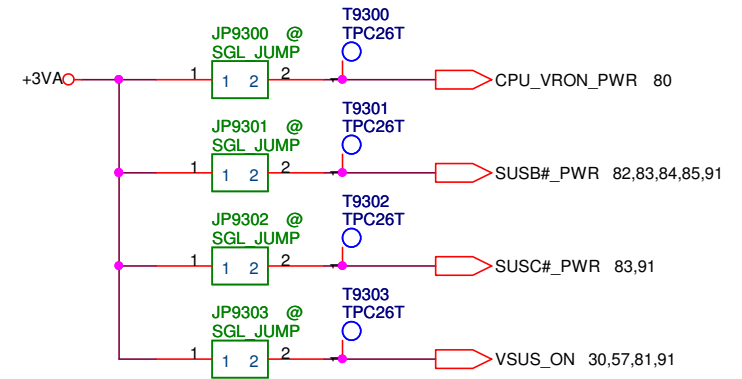 T9300
JP9300 @ TPC26T
SGL_JUMP
+3VA 1 1 2 2 CPU_VRON_PWR 80
T9301
JP9301 @ TPC26T
SGL_JUMP
1 1 2 2 SUSB#_PWR 82,83,84,85,91
T9302
JP9302 @ TPC26T
SGL_JUMP
1 1 2 2 SUSC#_PWR 83,91
T9303
JP9303 @ TPC26T
SGL_JUMP
1 1 2 2 VSUS_ON 30,57,81,91